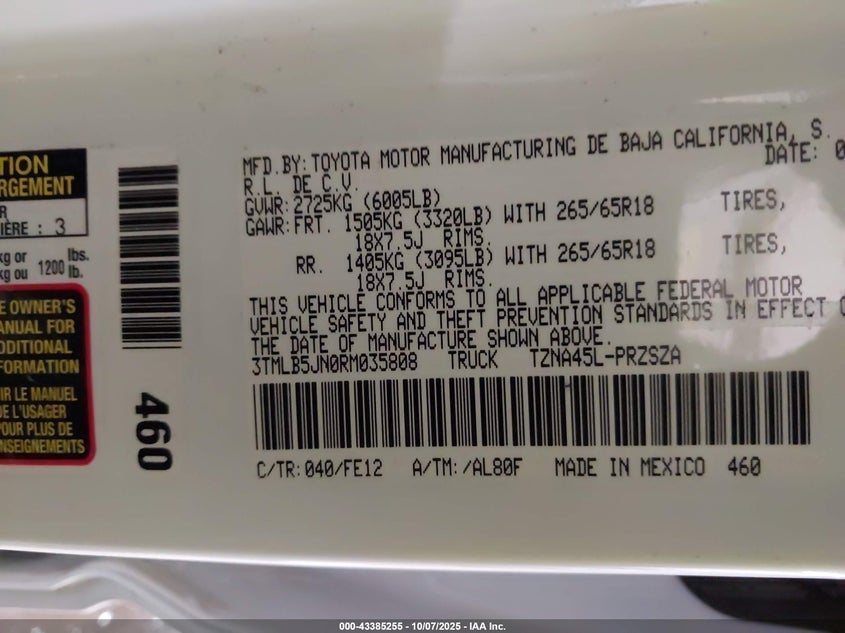 TION
RGEMENT
R
IÈRE : 3
kg or lbs.
kg ou 1200 lb.
E OWNER'S
ANUAL FOR
DDITIONAL
FORMATION
IR LE MANUEL
DE L'USAGER
POUR PLUS DE
NSEIGNEMENTS
460
MFD.BY:TOYOTA MOTOR MANUFACTURING DE BAJA CALIFORNIA, S.
R.L. DE C.V. DATE: 0
GVWR:2725KG (6005LB)
GAWR:FRT. 1505KG (3320LB) WITH 265/65R18 TIRES,
18X7.5J RIMS.
RR. 1405KG (3095LB) WITH 265/65R18 TIRES,
18X7.5J RIMS.
THIS VEHICLE CONFORMS TO ALL APPLICABLE FEDERAL MOTOR
VEHICLE SAFETY AND THEFT PREVENTION STANDARDS IN EFFECT O
THE DATE OF MANUFACTURE SHOWN ABOVE.
3TMLB5JN0RM035808 TRUCK TZNA45L-PRZSZA
C/TR:040/FE12 A/TM:/AL80F MADE IN MEXICO 460
000-43385255 - 10/07/2025 - IAA Inc.